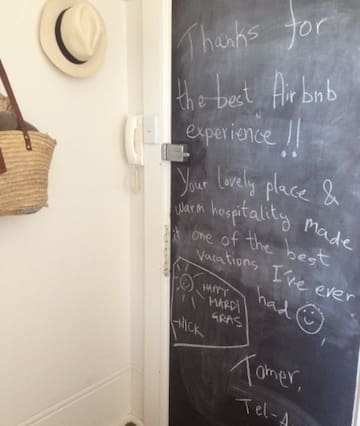 Thanks for
the best Airbnb
experience!!
Your lovely place &
warm hospitality made
it one of the best
vacations I've ever
had
HAPPY
MARDI
GRAS
-NICK
Tomer,
Tel-A